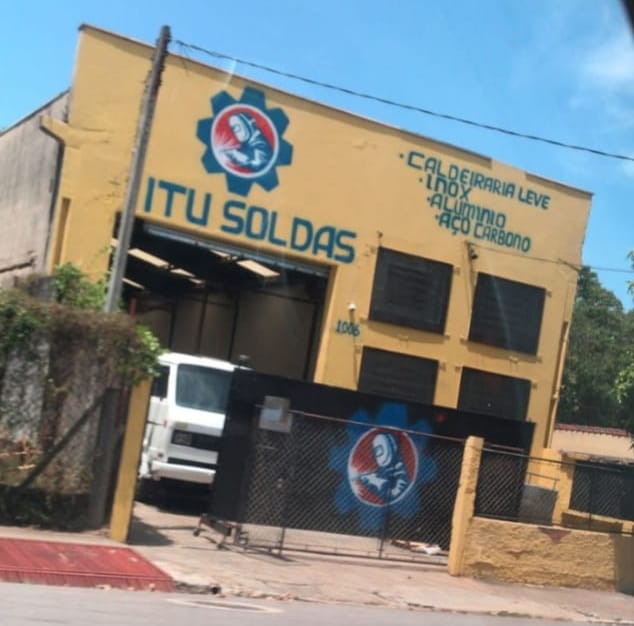 ITU SOLDAS
·CALDEIRARIA LEVE
·INOX
·ALUMINIO
·AÇO CARBONO
1006